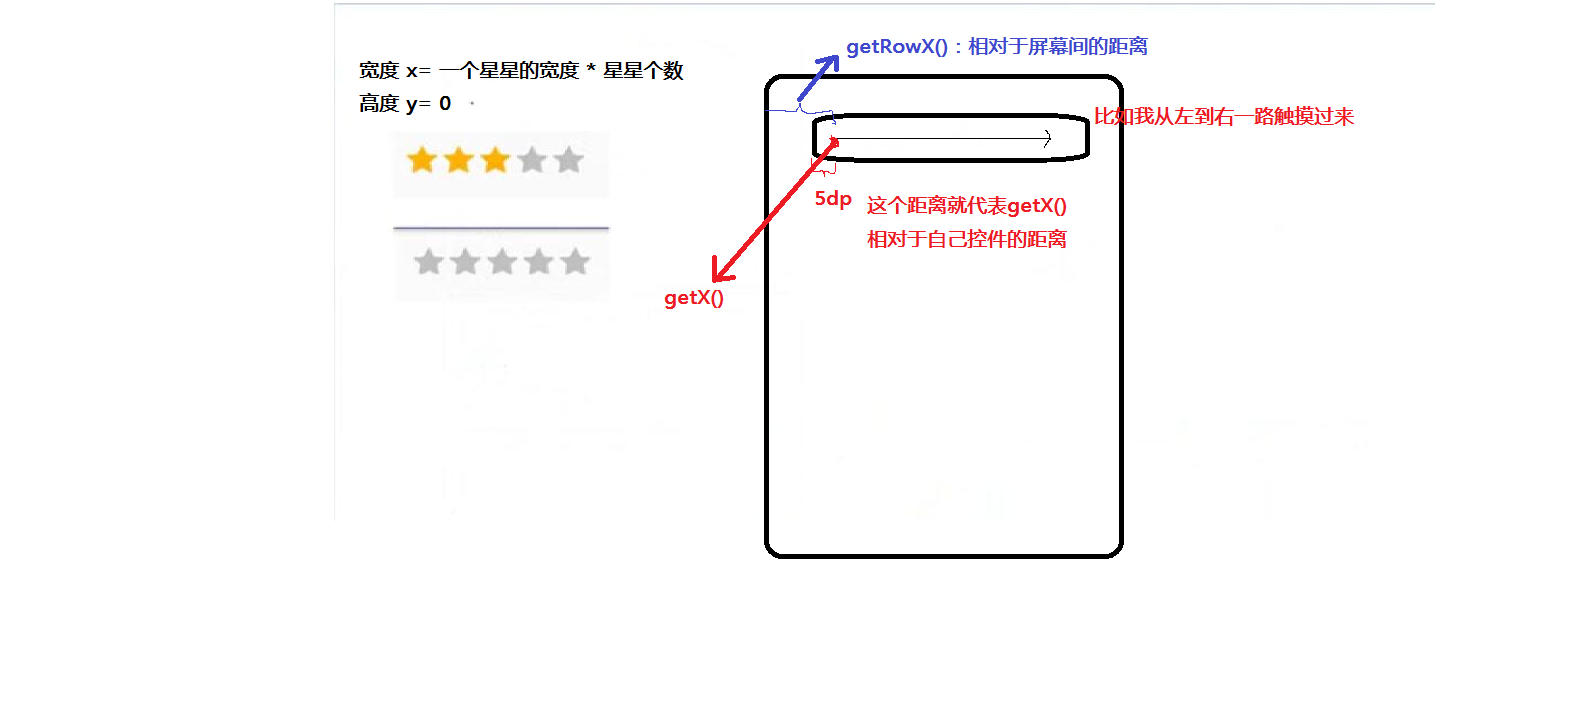 宽度 x= 一个星星的宽度 * 星星个数
高度 y= 0
getRowX()：相对于屏幕间的距离
比如我从左到右一路触摸过来
5dp
这个距离就代表getX()
相对于自己控件的距离
getX()